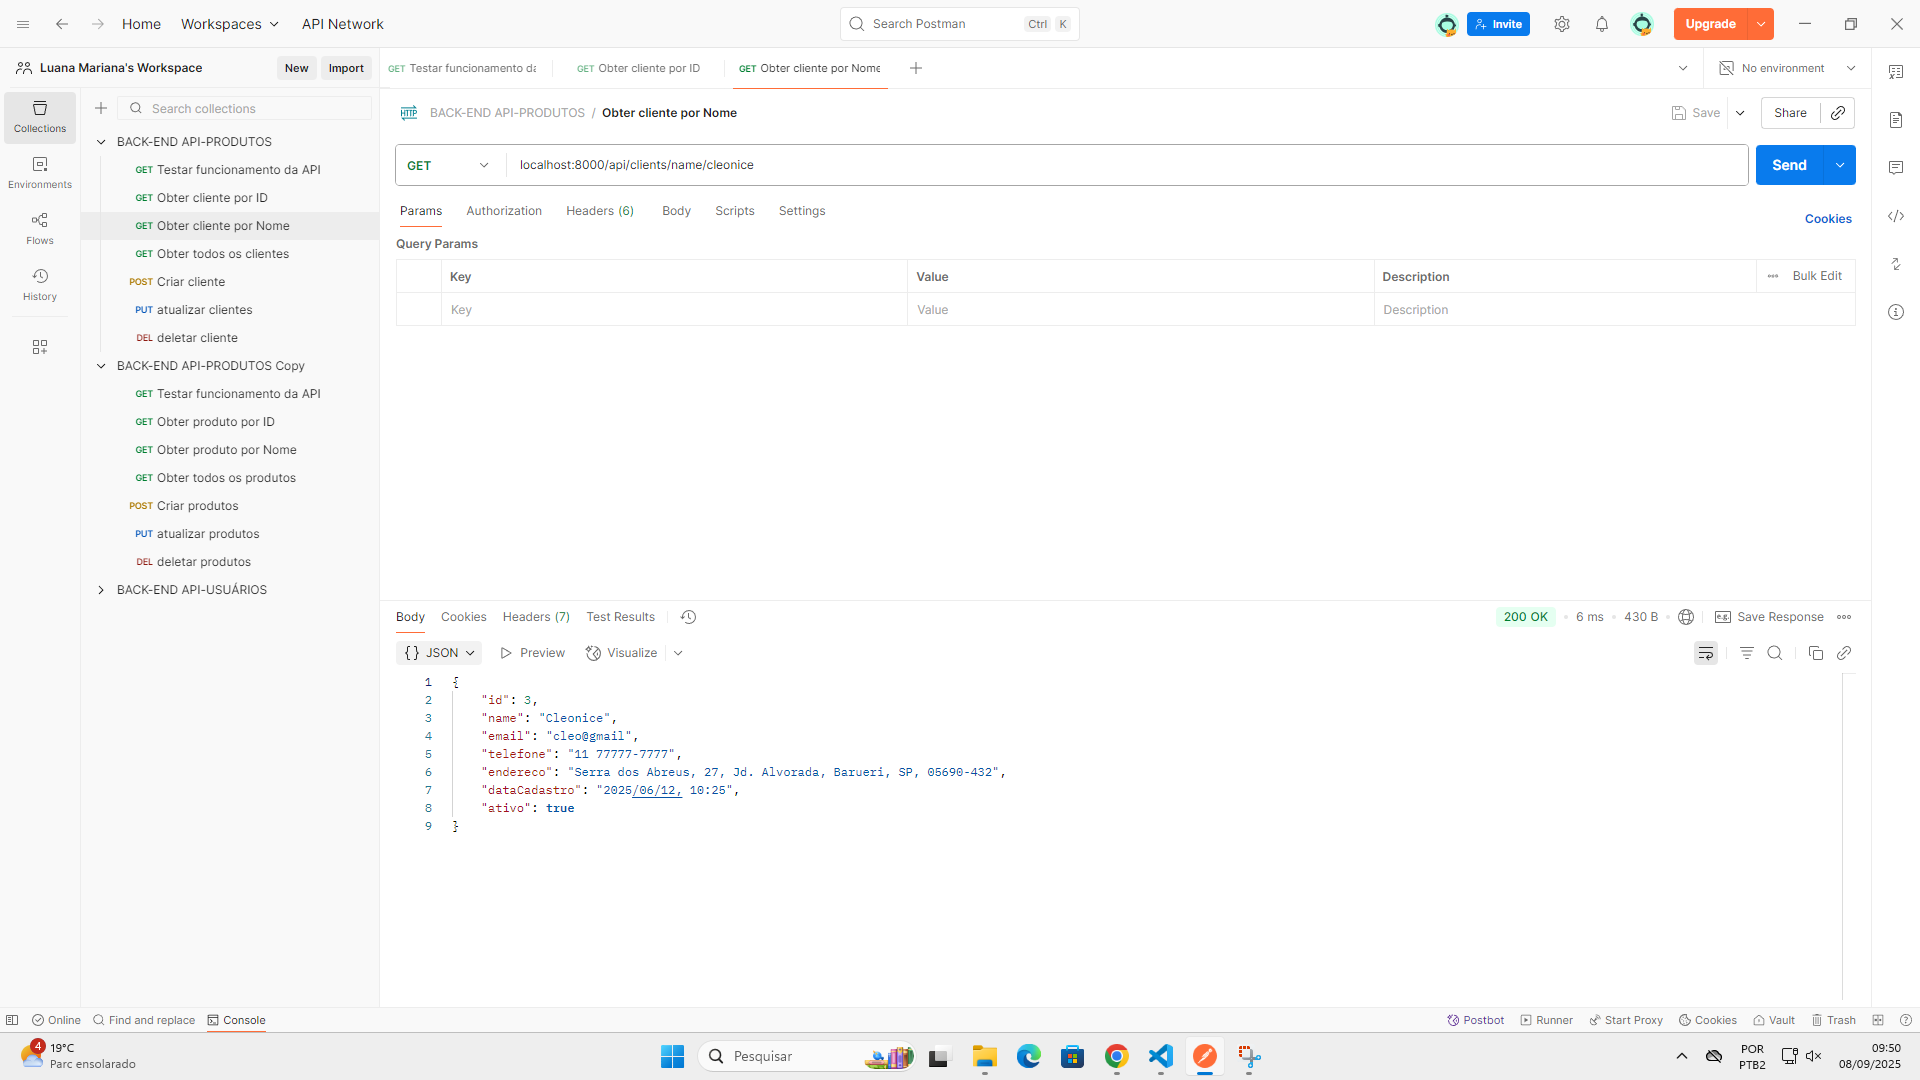 Home Workspaces API Network Search Postman Ctrl K Invite Upgrade
Luana Mariana's Workspace New Import GET Testar funcionamento da GET Obter cliente por ID GET Obter cliente por Nome No environment
Search collections
Collections
Environments
Flows
History
BACK-END API-PRODUTOS
GET Testar funcionamento da API
GET Obter cliente por ID
GET Obter cliente por Nome
GET Obter todos os clientes
POST Criar cliente
PUT atualizar clientes
DEL deletar cliente
BACK-END API-PRODUTOS Copy
GET Testar funcionamento da API
GET Obter produto por ID
GET Obter produto por Nome
GET Obter todos os produtos
POST Criar produtos
PUT atualizar produtos
DEL deletar produtos
BACK-END API-USUÁRIOS
HTTP BACK-END API-PRODUTOS / Obter cliente por Nome Save Share
GET localhost:8000/api/clients/name/cleonice Send
Params Authorization Headers (6) Body Scripts Settings Cookies
Query Params
Key Value Description Bulk Edit
Key Value Description
Body Cookies Headers (7) Test Results 200 OK 6 ms 430 B e.g. Save Response
{} JSON Preview Visualize
1 {
2 "id": 3,
3 "name": "Cleonice",
4 "email": "cleo@gmail",
5 "telefone": "11 77777-7777",
6 "endereco": "Serra dos Abreus, 27, Jd. Alvorada, Barueri, SP, 05690-432",
7 "dataCadastro": "2025/06/12, 10:25",
8 "ativo": true
9 }
Online Find and replace Console Postbot Runner Start Proxy Cookies Vault Trash
4 19°C
Parc ensolarado
Pesquisar
POR
PTB2
09:50
08/09/2025